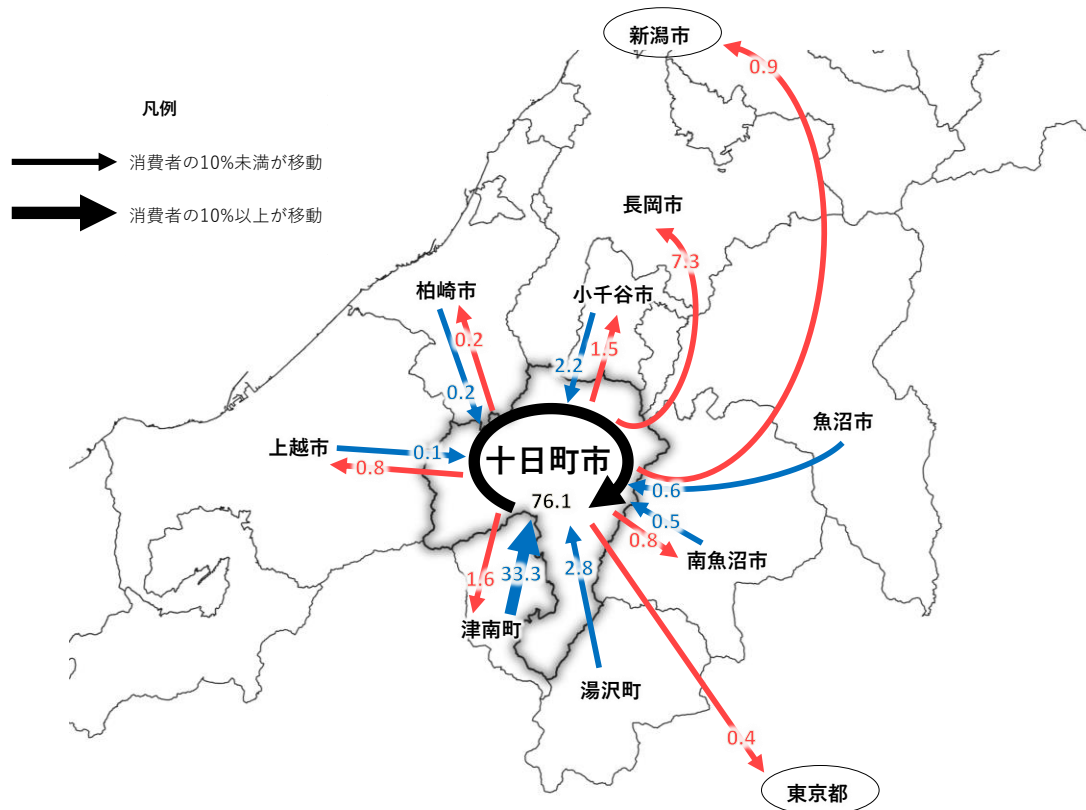 新潟市
0.9
凡例
消費者の10%未満が移動
消費者の10%以上が移動
長岡市
7.3
柏崎市
小千谷市
0.2
1.5
2.2
0.2
魚沼市
上越市
0.1
十日町市
0.8
76.1
0.6
0.5
0.8
南魚沼市
1.6
33.3
2.8
津南町
湯沢町
0.4
東京都